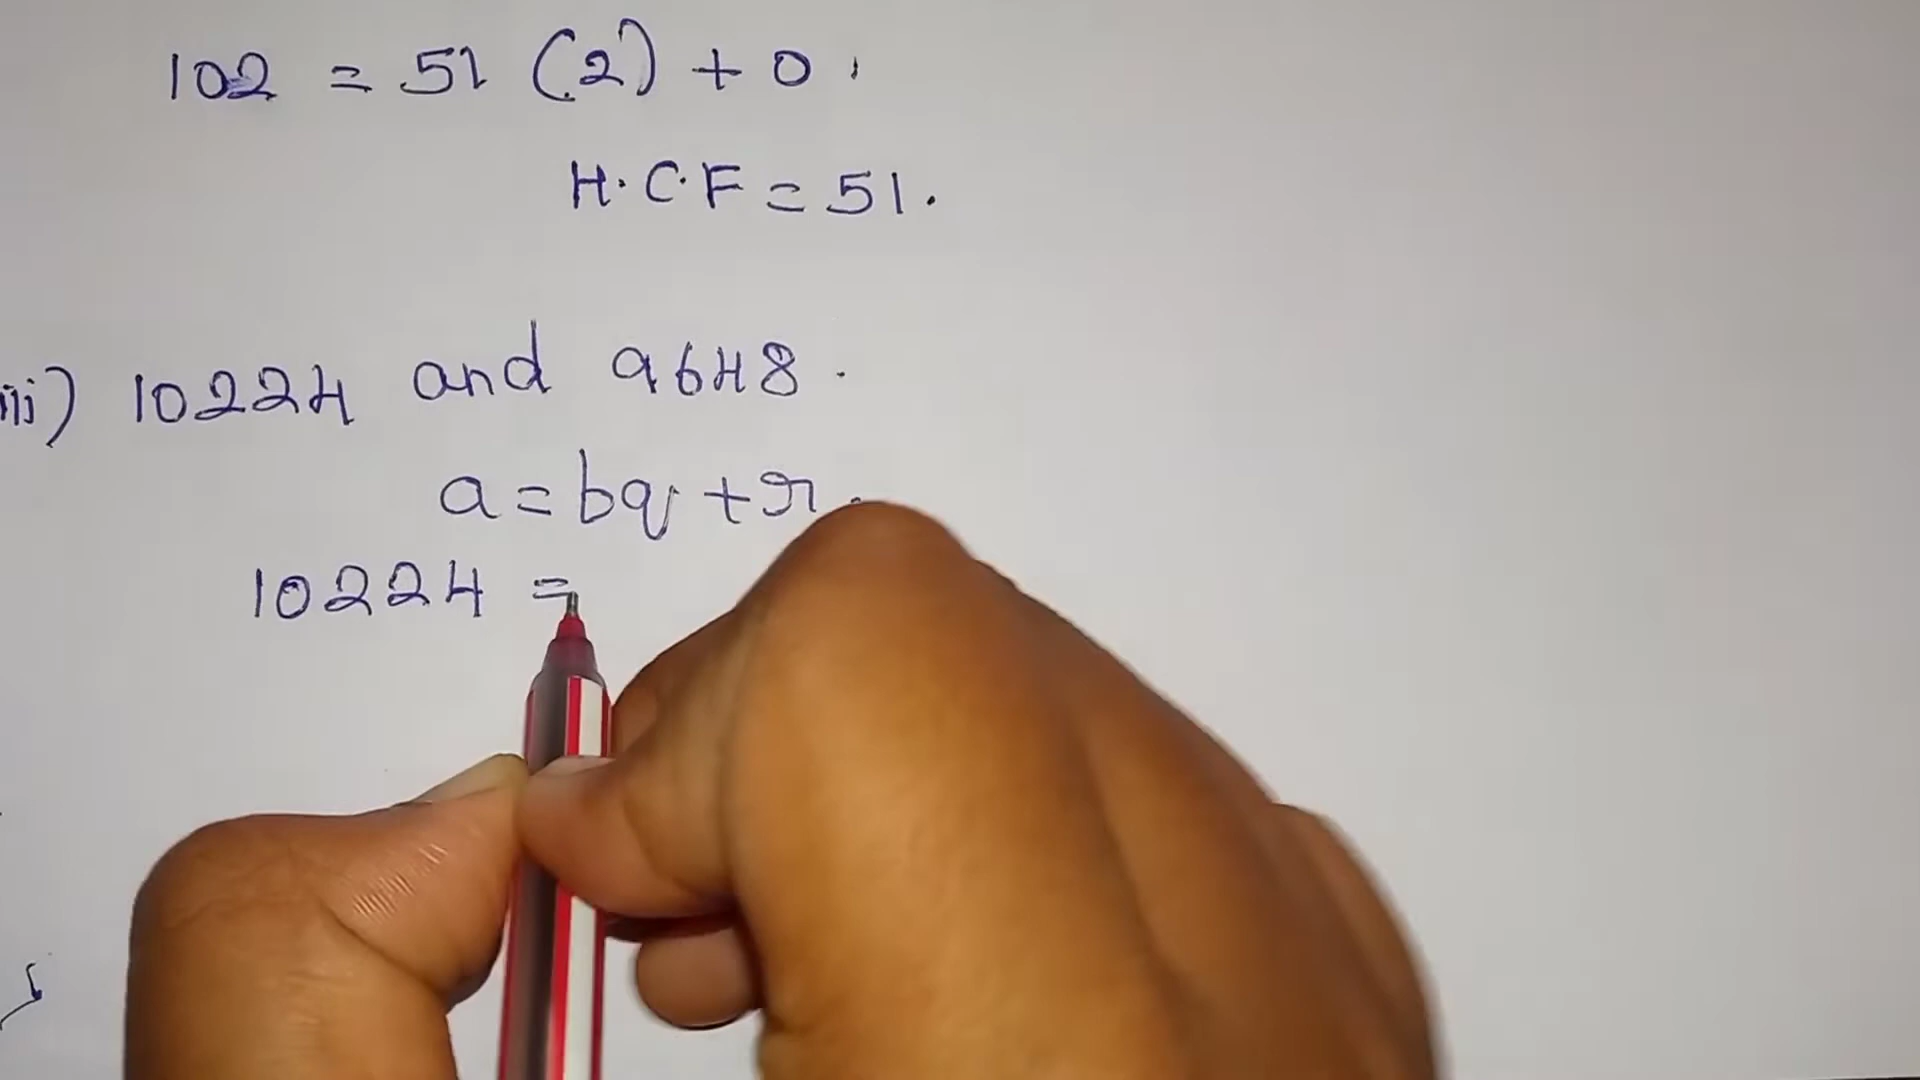 102 = 51 (2) + 0.
H.C.F = 51.
iii) 10224 and 9648.
a = bq + r.
10224 =